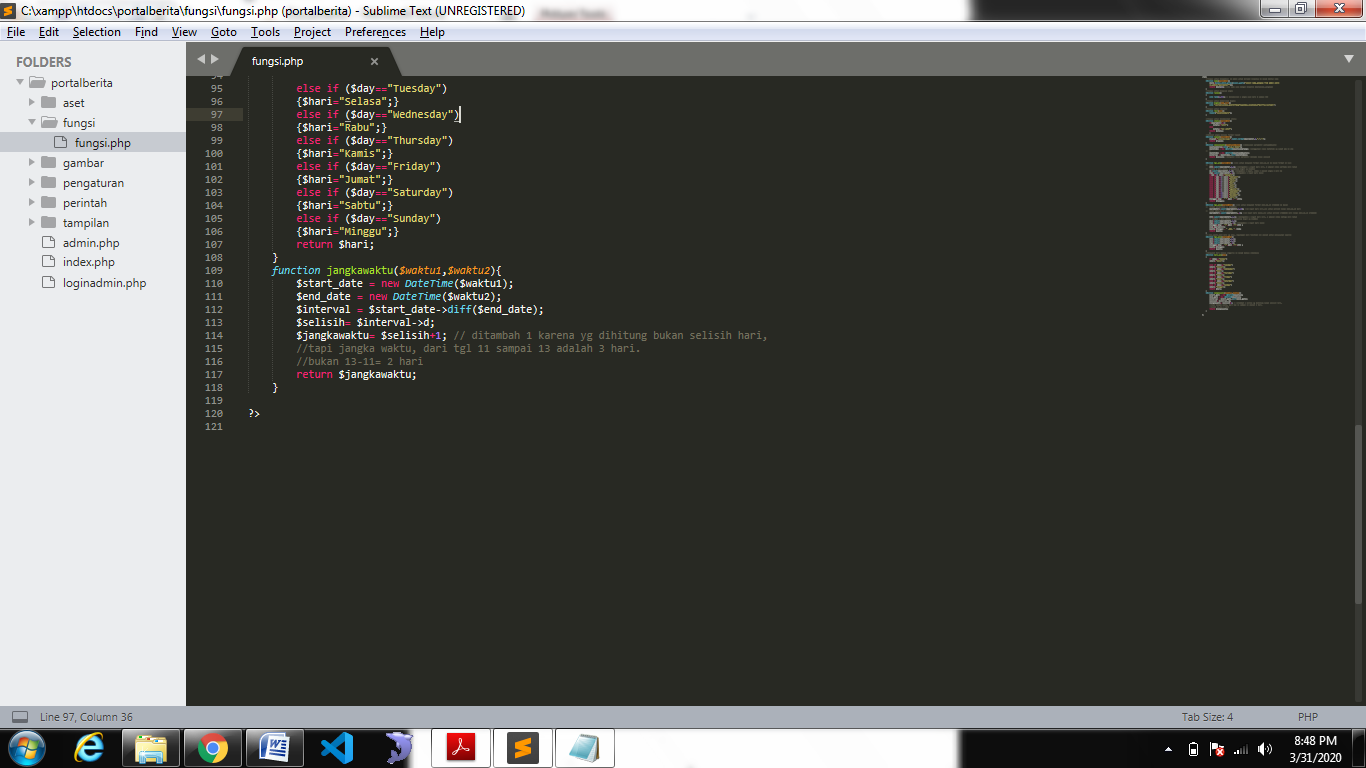 C:\xampp\htdocs\portalberita\fungsi\fungsi.php (portalberita) - Sublime Text (UNREGISTERED)
File Edit Selection Find View Goto Tools Project Preferences Help
FOLDERS
portalberita
aset
fungsi
fungsi.php
gambar
pengaturan
perintah
tampilan
admin.php
index.php
loginadmin.php
fungsi.php
94
95 else if ($day=="Tuesday")
96 {$hari="Selasa";}
97 else if ($day=="Wednesday")
98 {$hari="Rabu";}
99 else if ($day=="Thursday")
100 {$hari="Kamis";}
101 else if ($day=="Friday")
102 {$hari="Jumat";}
103 else if ($day=="Saturday")
104 {$hari="Sabtu";}
105 else if ($day=="Sunday")
106 {$hari="Minggu";}
107 return $hari;
108 }
109 function jangkawaktu($waktu1,$waktu2){
110 $start_date = new DateTime($waktu1);
111 $end_date = new DateTime($waktu2);
112 $interval = $start_date->diff($end_date);
113 $selisih= $interval->d;
114 $jangkawaktu= $selisih+1; // ditambah 1 karena yg dihitung bukan selisih hari,
115 //tapi jangka waktu, dari tgl 11 sampai 13 adalah 3 hari.
116 //bukan 13-11= 2 hari
117 return $jangkawaktu;
118 }
119
120 ?>
121
Line 97, Column 36
Tab Size: 4
PHP
8:48 PM
3/31/2020